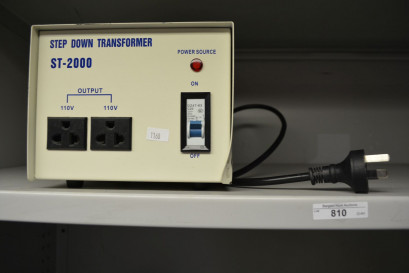 STEP DOWN TRANSFORMER
ST-2000
POWER SOURCE
ON
OUTPUT
110V 110V
OFF
810